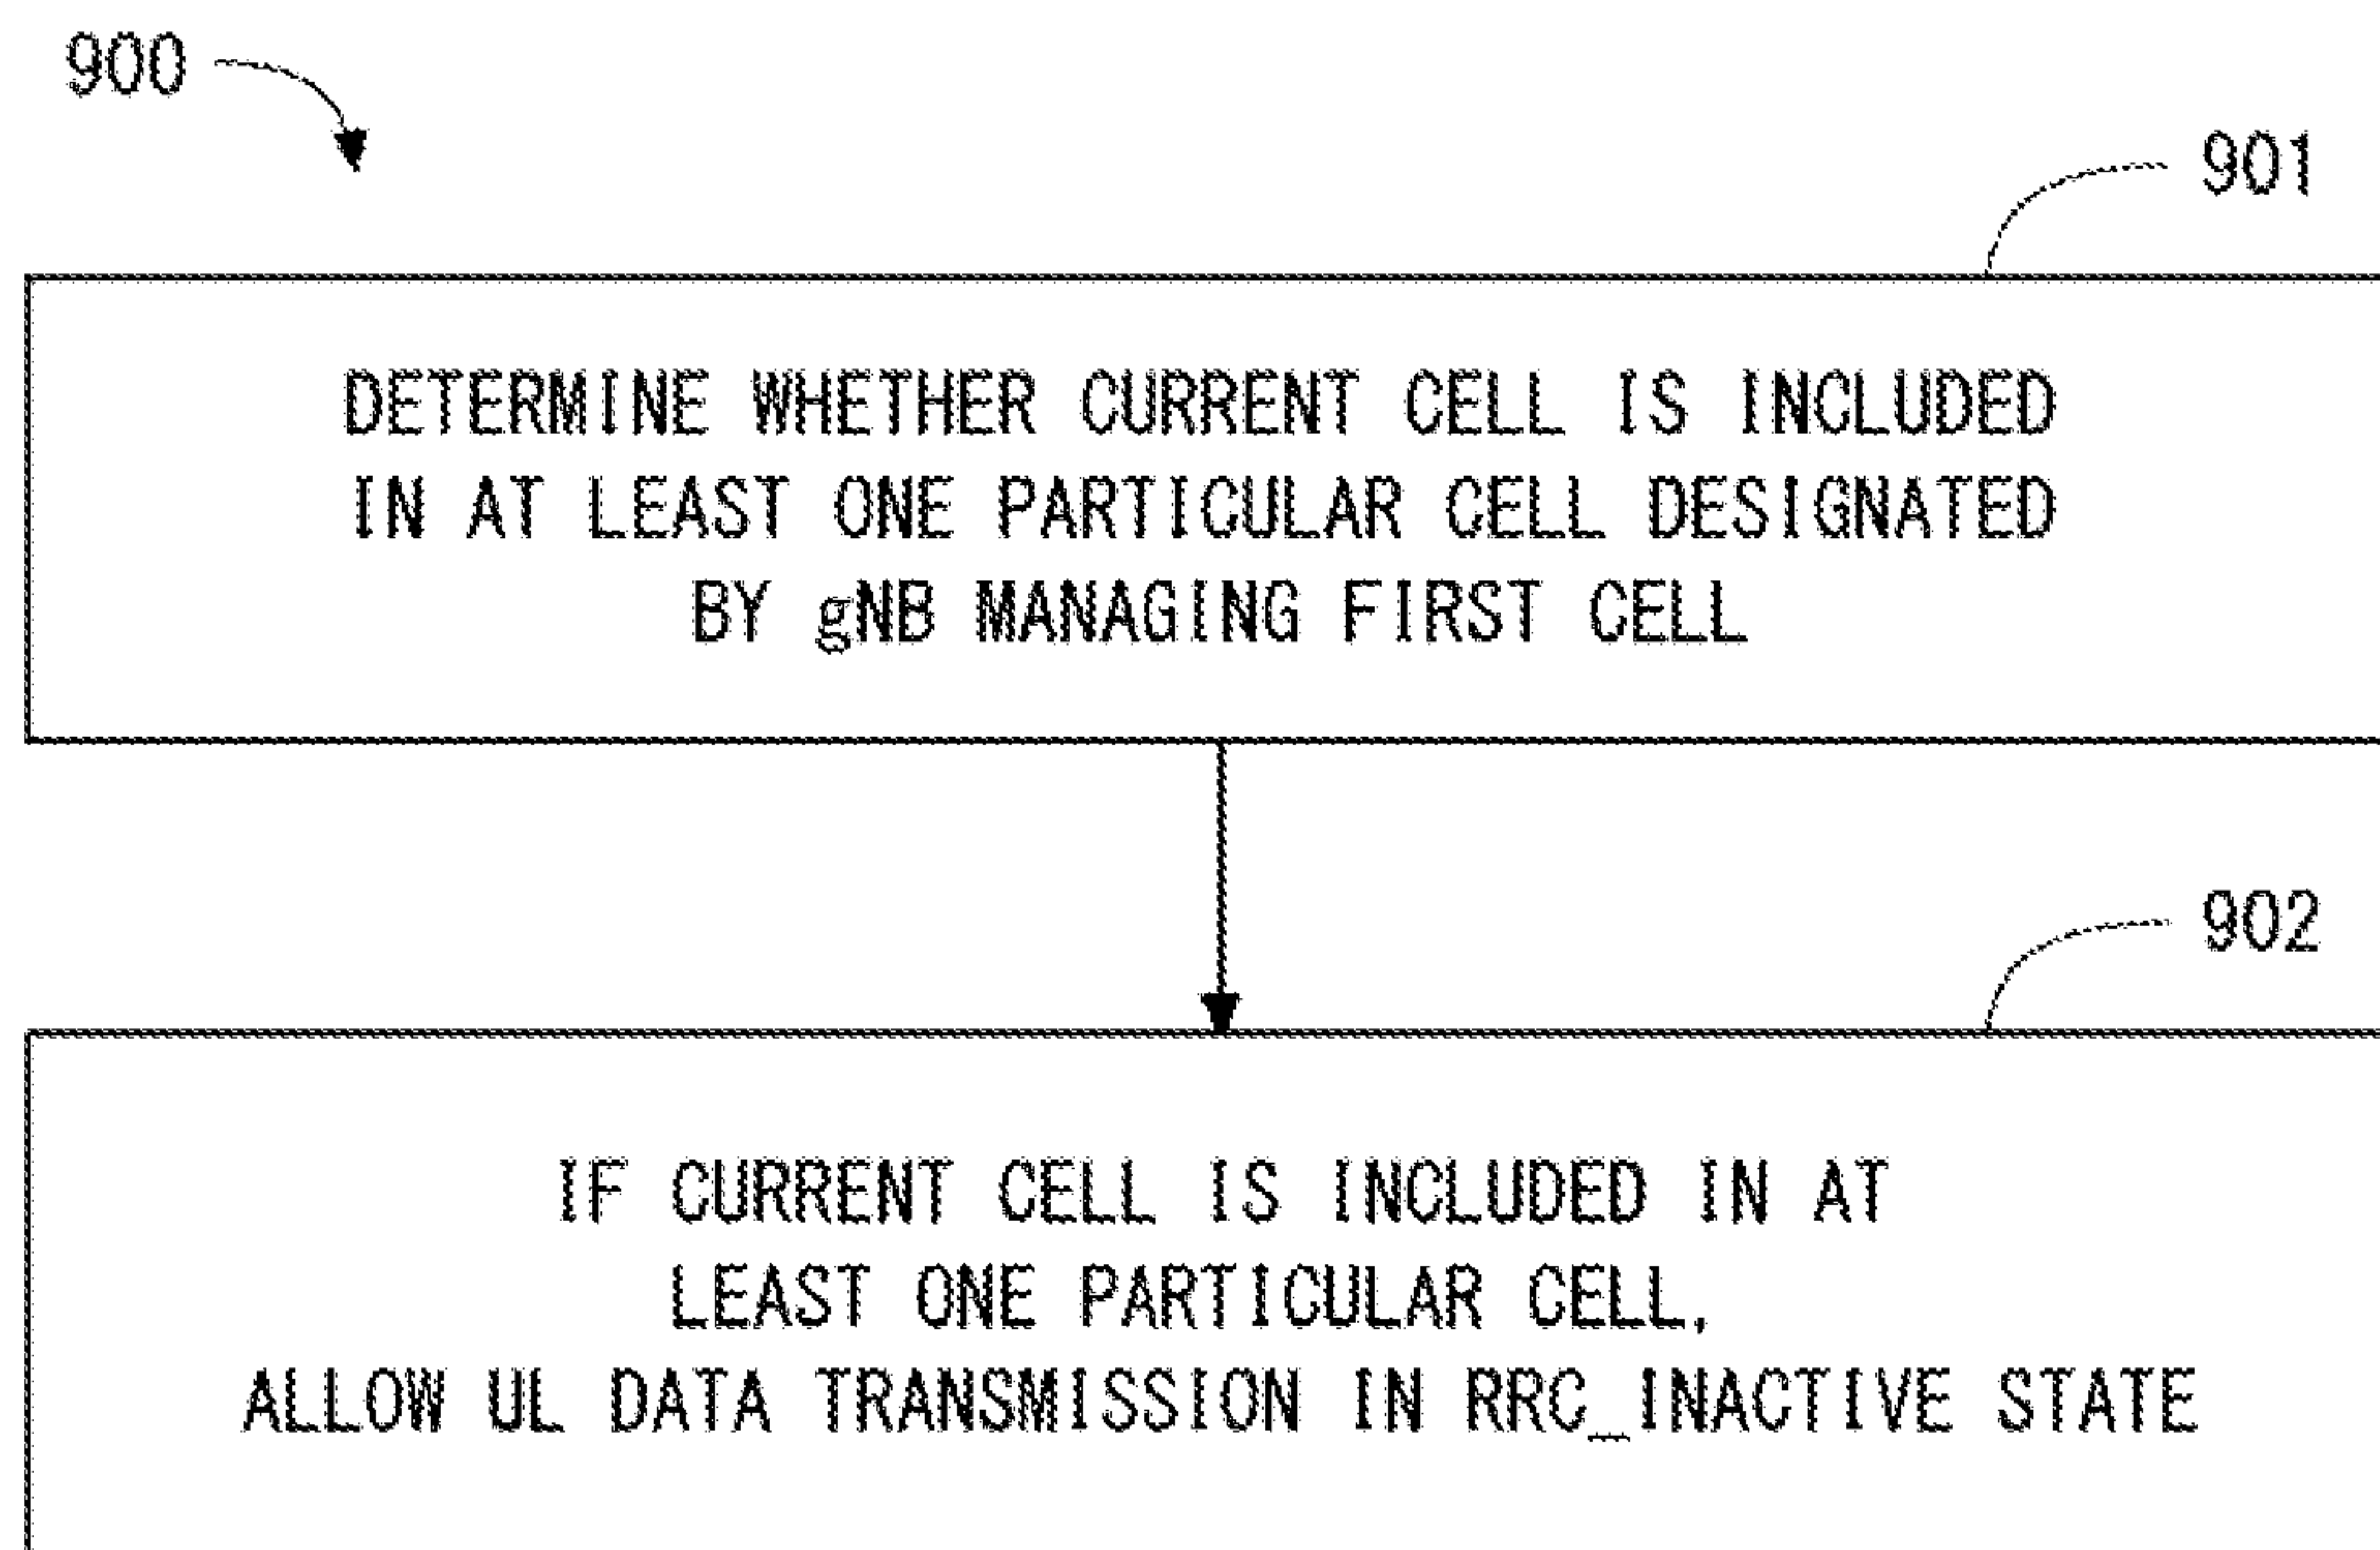 900
901
DETERMINE WHETHER CURRENT CELL IS INCLUDED
IN AT LEAST ONE PARTICULAR CELL DESIGNATED
BY gNB MANAGING FIRST CELL
902
IF CURRENT CELL IS INCLUDED IN AT
LEAST ONE PARTICULAR CELL,
ALLOW UL DATA TRANSMISSION IN RRC_INACTIVE STATE